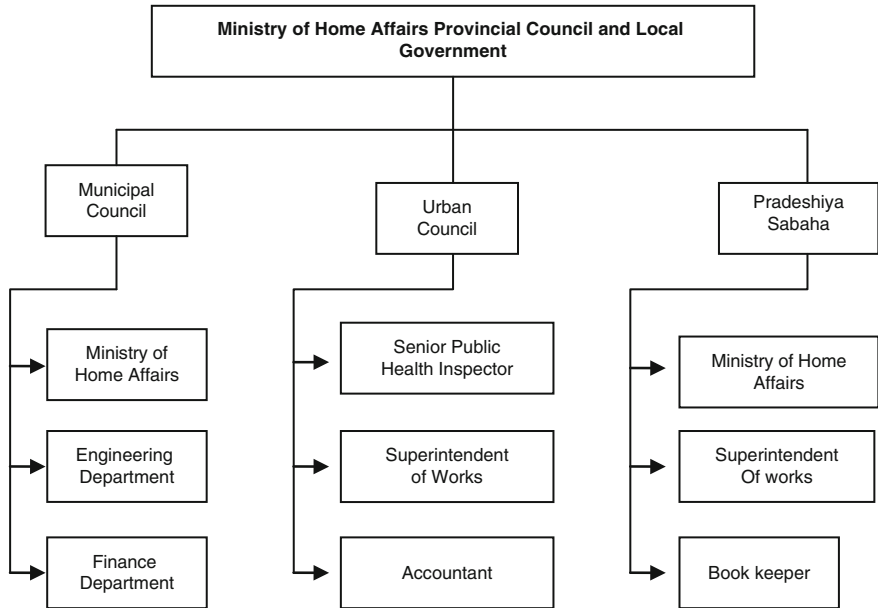 Ministry of Home Affairs Provincial Council and Local
Government
Municipal
Council
Urban
Council
Pradeshiya
Sabaha
Ministry of
Home Affairs
Engineering
Department
Finance
Department
Senior Public
Health Inspector
Superintendent
of Works
Accountant
Ministry of Home
Affairs
Superintendent
Of works
Book keeper